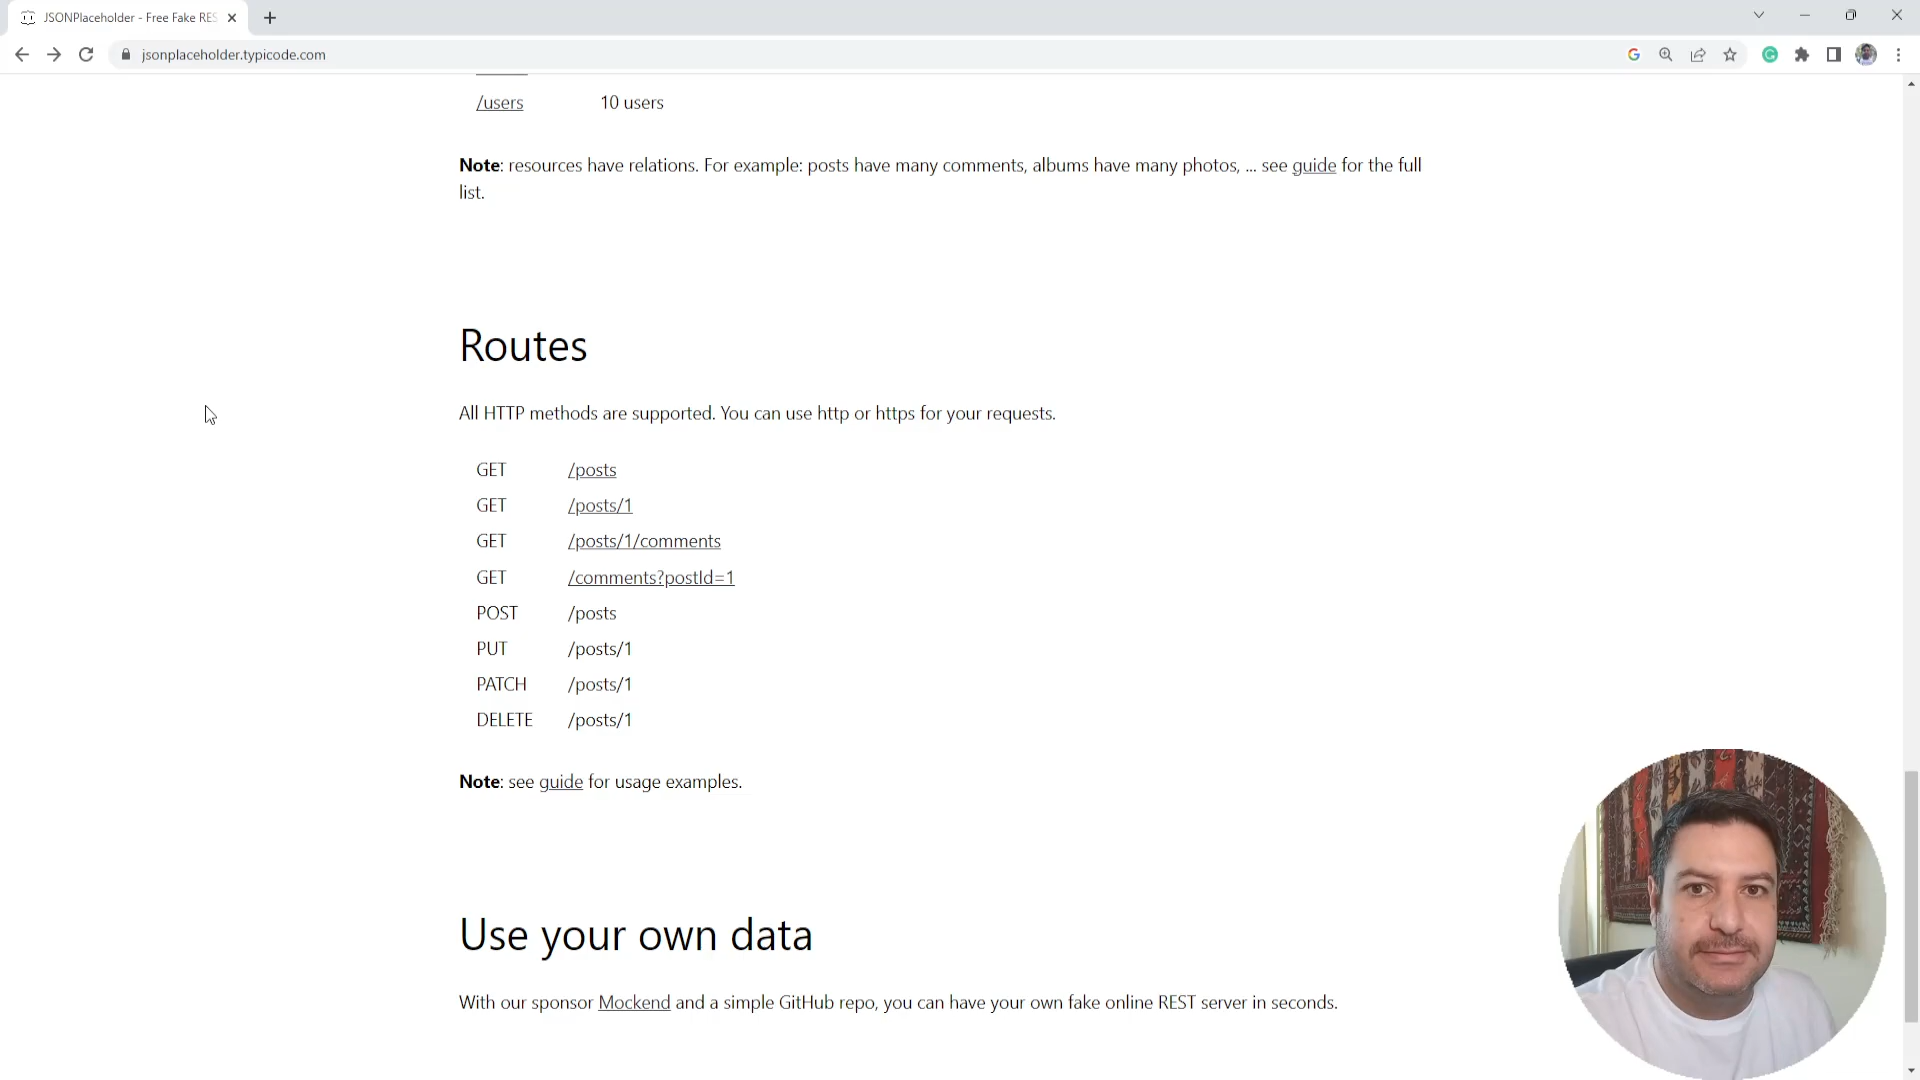 JSONPlaceholder - Free Fake RES
jsonplaceholder.typicode.com
/users 10 users
Note: resources have relations. For example: posts have many comments, albums have many photos, ... see guide for the full
list.
Routes
All HTTP methods are supported. You can use http or https for your requests.
GET /posts
GET /posts/1
GET /posts/1/comments
GET /comments?postId=1
POST /posts
PUT /posts/1
PATCH /posts/1
DELETE /posts/1
Note: see guide for usage examples.
Use your own data
With our sponsor Mockend and a simple GitHub repo, you can have your own fake online REST server in seconds.